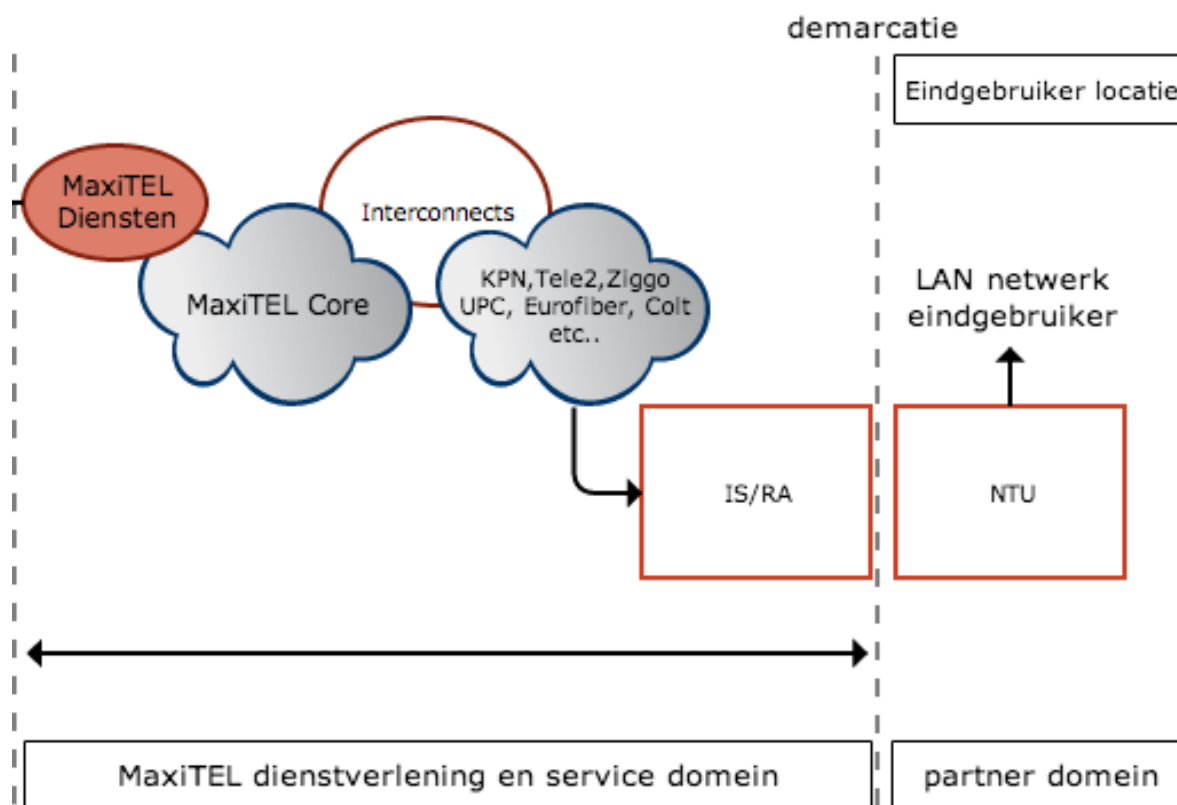 demarcatie
Eindgebruiker locatie
MaxiTEL
Diensten
Interconnects
MaxiTEL Core
KPN,Tele2,Ziggo
UPC, Eurofiber, Colt
etc..
LAN netwerk
eindgebruiker
IS/RA
NTU
MaxiTEL dienstverlening en service domein
partner domein